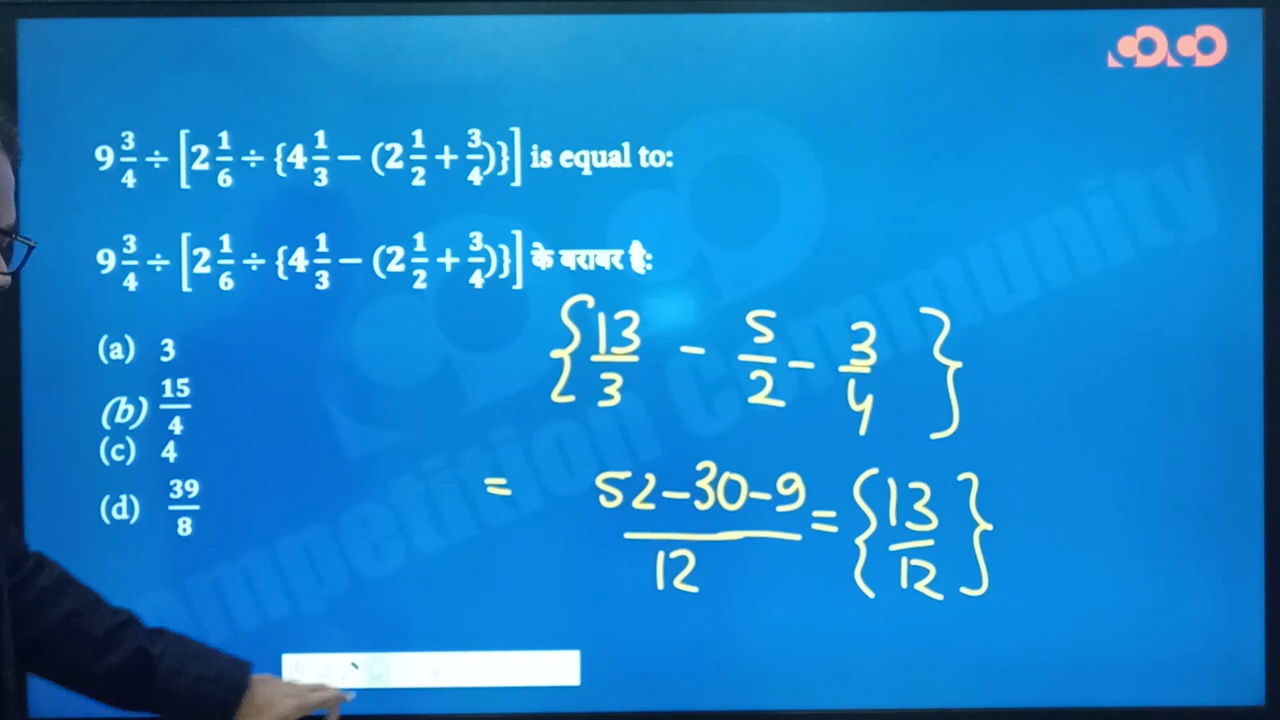 9 3/4 ÷ [2 1/6 ÷ {4 1/3 − (2 1/2 + 3/4)}] is equal to:
9 3/4 ÷ [2 1/6 ÷ {4 1/3 − (2 1/2 + 3/4)}] के बराबर है:
(a) 3
(b) 15/4
(c) 4
(d) 39/8
{13/3 - 5/2 - 3/4}
= 52-30-9/12 = {13/12}
mpetition Community